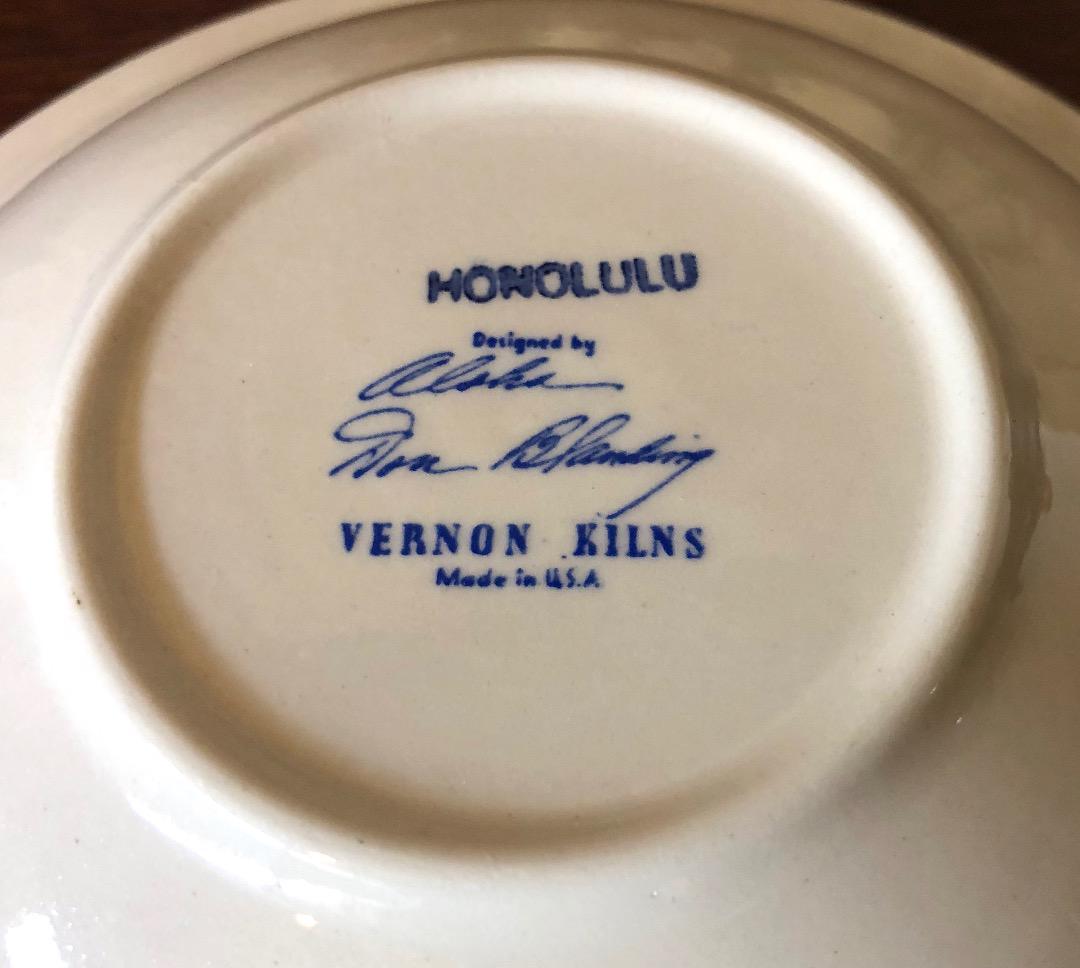 HONOLULU
Designed by
Aloha
Don Blanding
VERNON KILNS
Made in U.S.A.